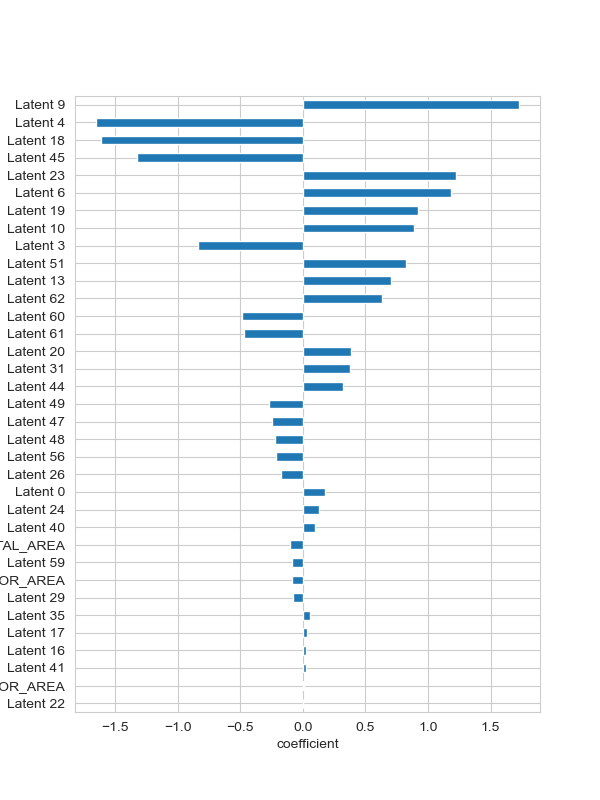 Latent 9
Latent 4
Latent 18
Latent 45
Latent 23
Latent 6
Latent 19
Latent 10
Latent 3
Latent 51
Latent 13
Latent 62
Latent 60
Latent 61
Latent 20
Latent 31
Latent 44
Latent 49
Latent 47
Latent 48
Latent 56
Latent 26
Latent 0
Latent 24
Latent 40
TAL_AREA
Latent 59
OR_AREA
Latent 29
Latent 35
Latent 17
Latent 16
Latent 41
OR_AREA
Latent 22
−1.5 −1.0 −0.5 0.0 0.5 1.0 1.5
coefficient